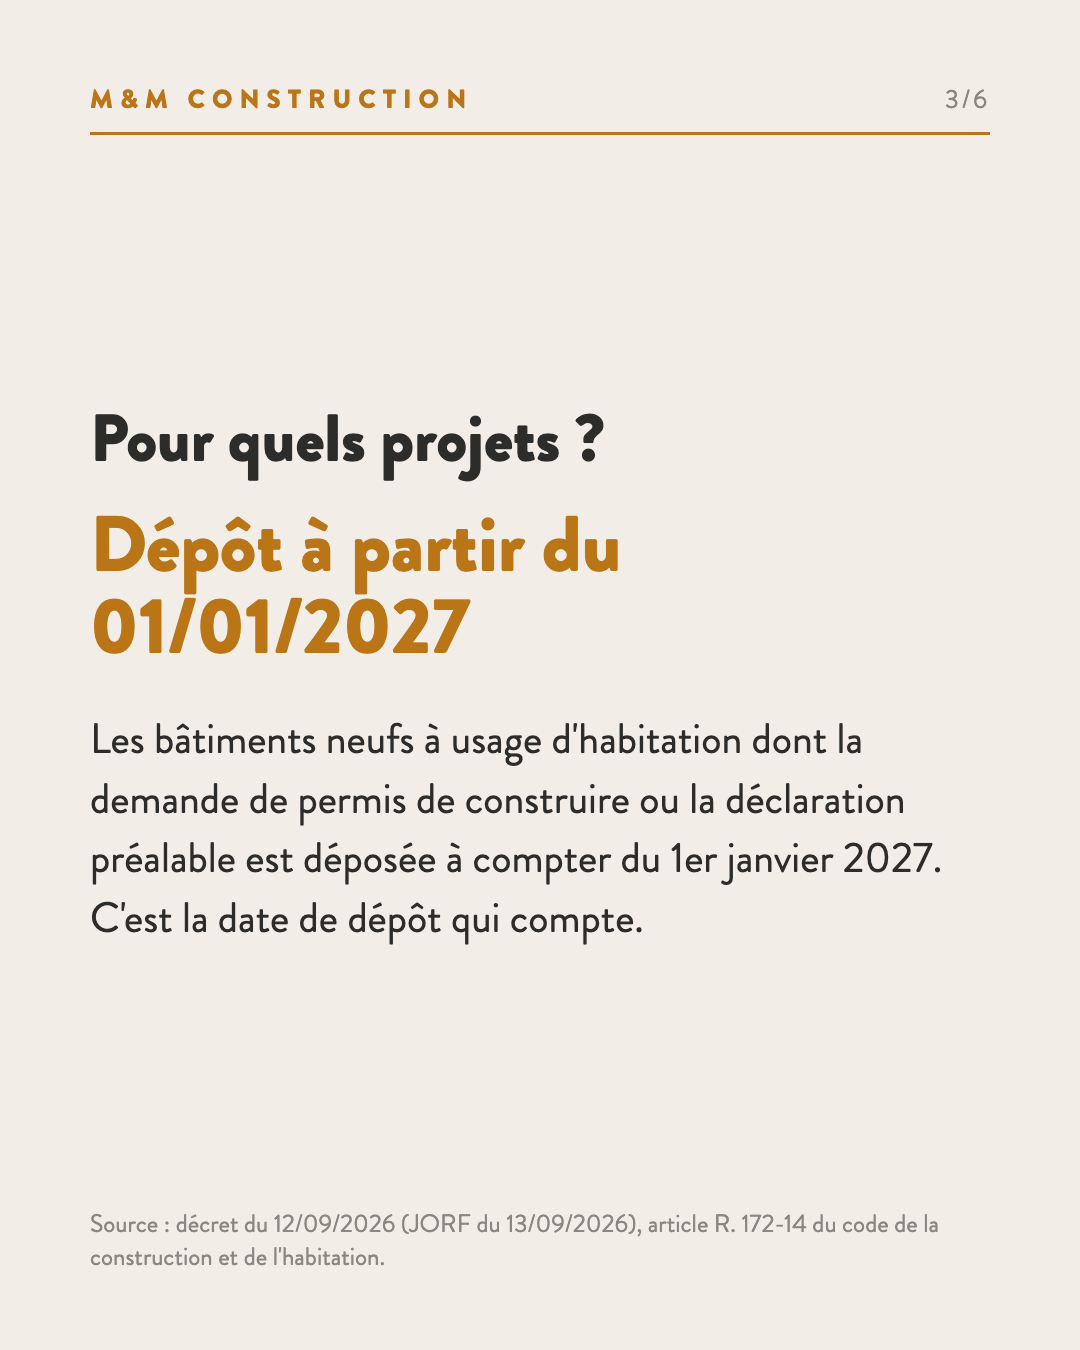 M&M CONSTRUCTION 3/6
Pour quels projets ?
Dépôt à partir du
01/01/2027
Les bâtiments neufs à usage d'habitation dont la
demande de permis de construire ou la déclaration
préalable est déposée à compter du 1er janvier 2027.
C'est la date de dépôt qui compte.
Source : décret du 12/09/2026 (JORF du 13/09/2026), article R. 172-14 du code de la
construction et de l'habitation.